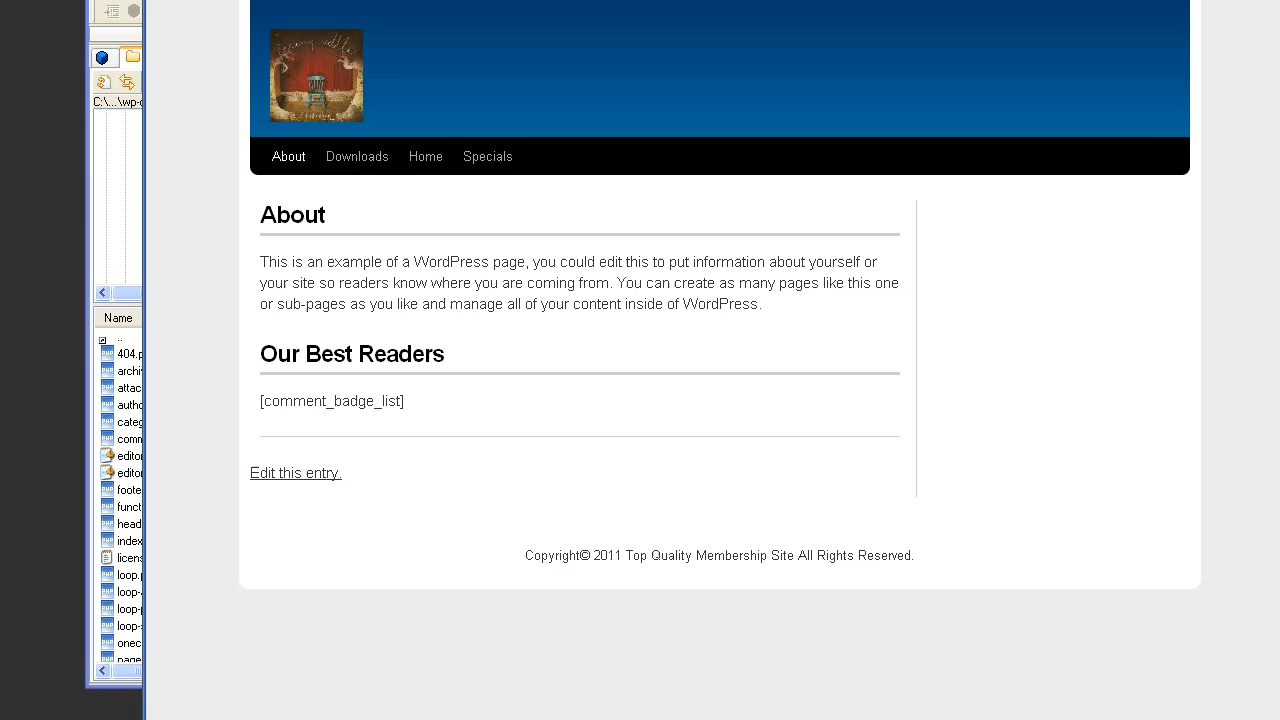 C:\...\wp-c
Name
..
404.p
archi
attac
autho
categ
comm
editor
editor
foote
funct
head
index
licens
loop.p
loop-
loop-p
loop-s
onec
page
About Downloads Home Specials
About
This is an example of a WordPress page, you could edit this to put information about yourself or
your site so readers know where you are coming from. You can create as many pages like this one
or sub-pages as you like and manage all of your content inside of WordPress.
Our Best Readers
[comment_badge_list]
Edit this entry.
Copyright© 2011 Top Quality Membership Site All Rights Reserved.